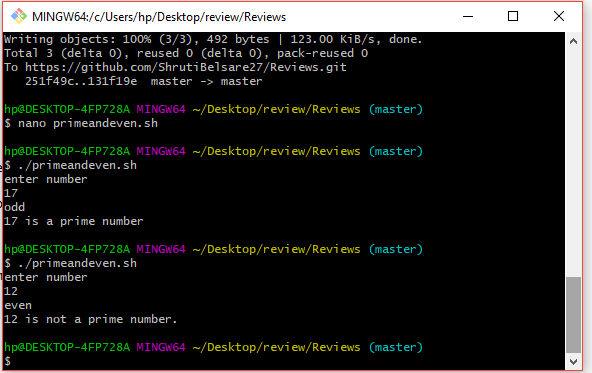 MINGW64:/c/Users/hp/Desktop/review/Reviews
Writing objects: 100% (3/3), 492 bytes | 123.00 KiB/s, done.
Total 3 (delta 0), reused 0 (delta 0), pack-reused 0
To https://github.com/ShrutiBelsare27/Reviews.git
   251f49c..131f19e  master -> master
hp@DESKTOP-4FP728A MINGW64 ~/Desktop/review/Reviews (master)
$ nano primeandeven.sh
hp@DESKTOP-4FP728A MINGW64 ~/Desktop/review/Reviews (master)
$ ./primeandeven.sh
enter number
17
odd
17 is a prime number
hp@DESKTOP-4FP728A MINGW64 ~/Desktop/review/Reviews (master)
$ ./primeandeven.sh
enter number
12
even
12 is not a prime number.
hp@DESKTOP-4FP728A MINGW64 ~/Desktop/review/Reviews (master)
$